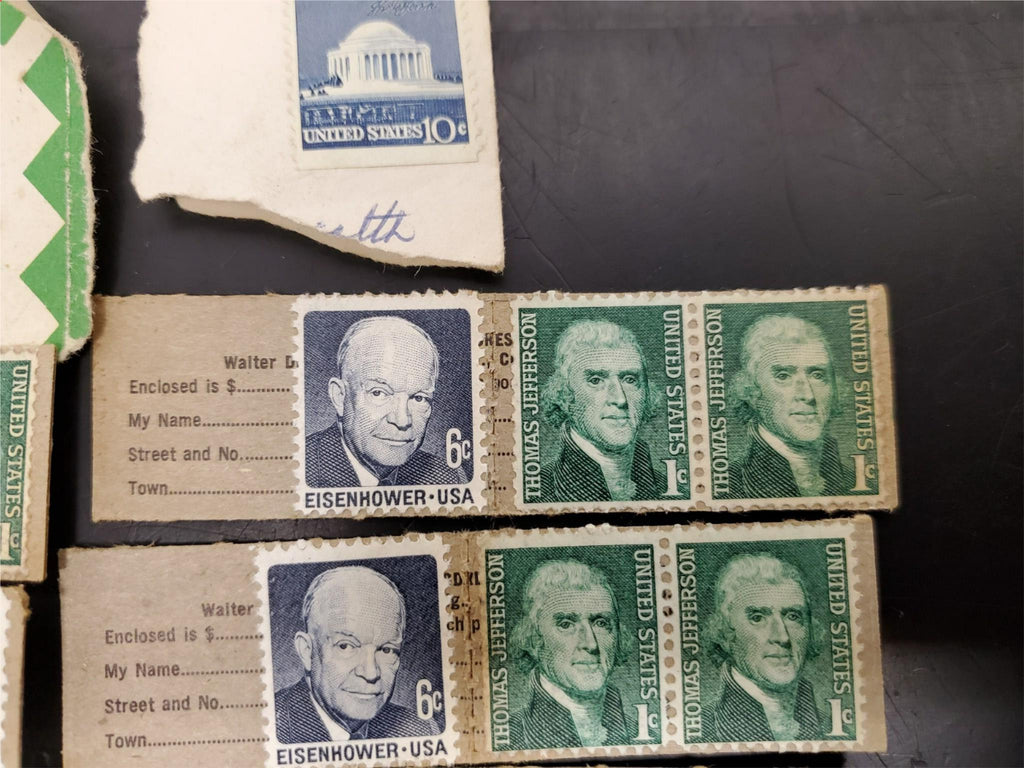 UNITED STATES 10c
UNITED STATES
1c
Walter D
Enclosed is $
My Name
Street and No.
Town
6c
EISENHOWER · USA
THOMAS JEFFERSON
UNITED STATES
1c
THOMAS JEFFERSON
UNITED STATES
1c
Walter
Enclosed is $
My Name
Street and No.
Town
6c
EISENHOWER · USA
THOMAS JEFFERSON
UNITED STATES
1c
THOMAS JEFFERSON
UNITED STATES
1c